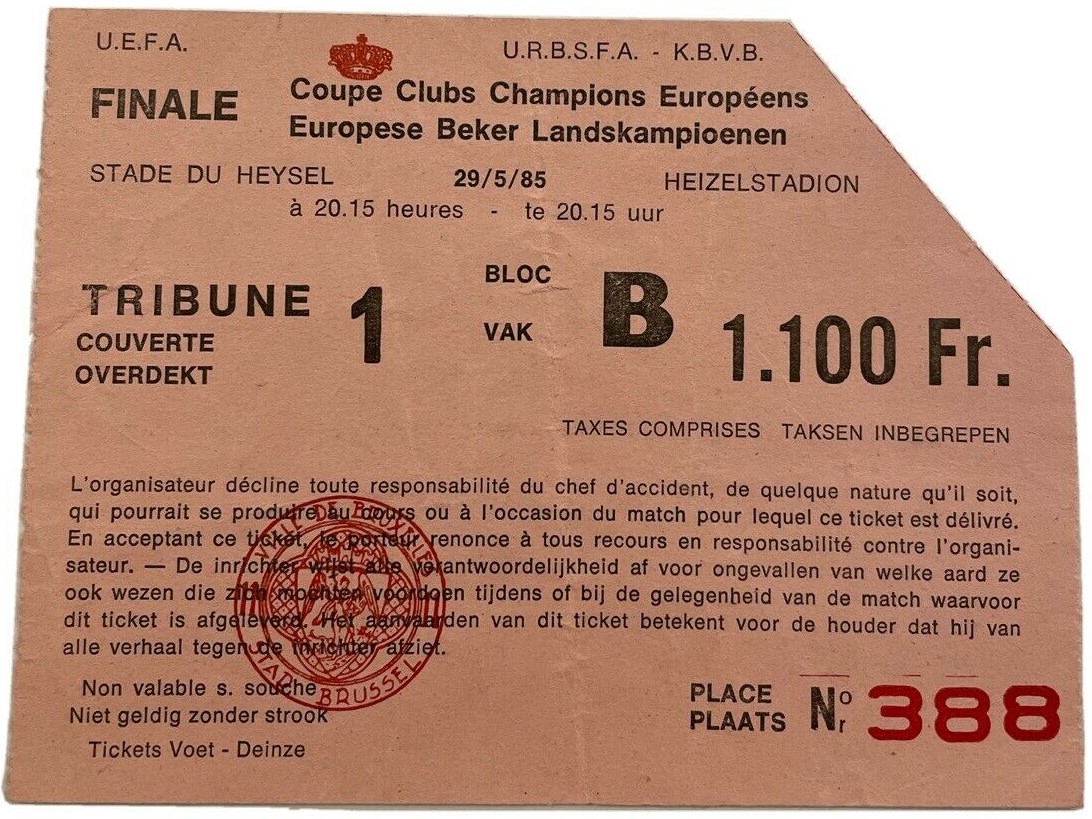 U.E.F.A.
U.R.B.S.F.A. - K.B.V.B.
FINALE
Coupe Clubs Champions Européens
Europese Beker Landskampioenen
STADE DU HEYSEL 29/5/85 HEIZELSTADION
à 20.15 heures - te 20.15 uur
TRIBUNE 1
COUVERTE
OVERDEKT
BLOC
VAK
B
1.100 Fr.
TAXES COMPRISES TAKSEN INBEGREPEN
L'organisateur décline toute responsabilité du chef d'accident, de quelque nature qu'il soit,
qui pourrait se produire au cours ou à l'occasion du match pour lequel ce ticket est délivré.
En acceptant ce ticket, le porteur renonce à tous recours en responsabilité contre l'organi-
sateur. — De inrichter wijst alle verantwoordelijkheid af voor ongevallen van welke aard ze
ook wezen die zich mochten voordoen tijdens of bij de gelegenheid van de match waarvoor
dit ticket is afgeleverd. Het aanvaarden van dit ticket betekent voor de houder dat hij van
alle verhaal tegen de inrichter afziet.
VILLE DE BRUXELLES
STAD BRUSSEL
Non valable s. souche
Niet geldig zonder strook
Tickets Voet - Deinze
PLACE
PLAATS
No
Nr
388